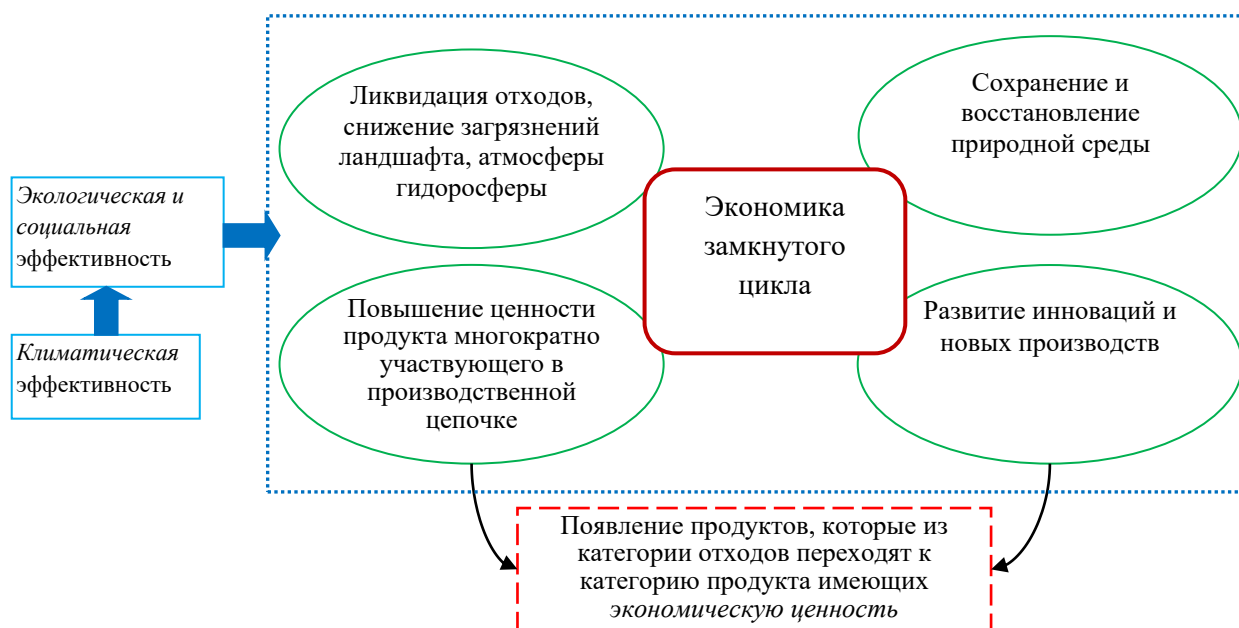 Экологическая и
социальная
эффективность
Климатическая
эффективность
Ликвидация отходов,
снижение загрязнений
ландшафта, атмосферы
гидоросферы
Сохранение и
восстановление
природной среды
Экономика
замкнутого
цикла
Повышение ценности
продукта многократно
участвующего в
производственной
цепочке
Развитие инноваций и
новых производств
Появление продуктов, которые из
категории отходов переходят к
категорию продукта имеющих
экономическую ценность